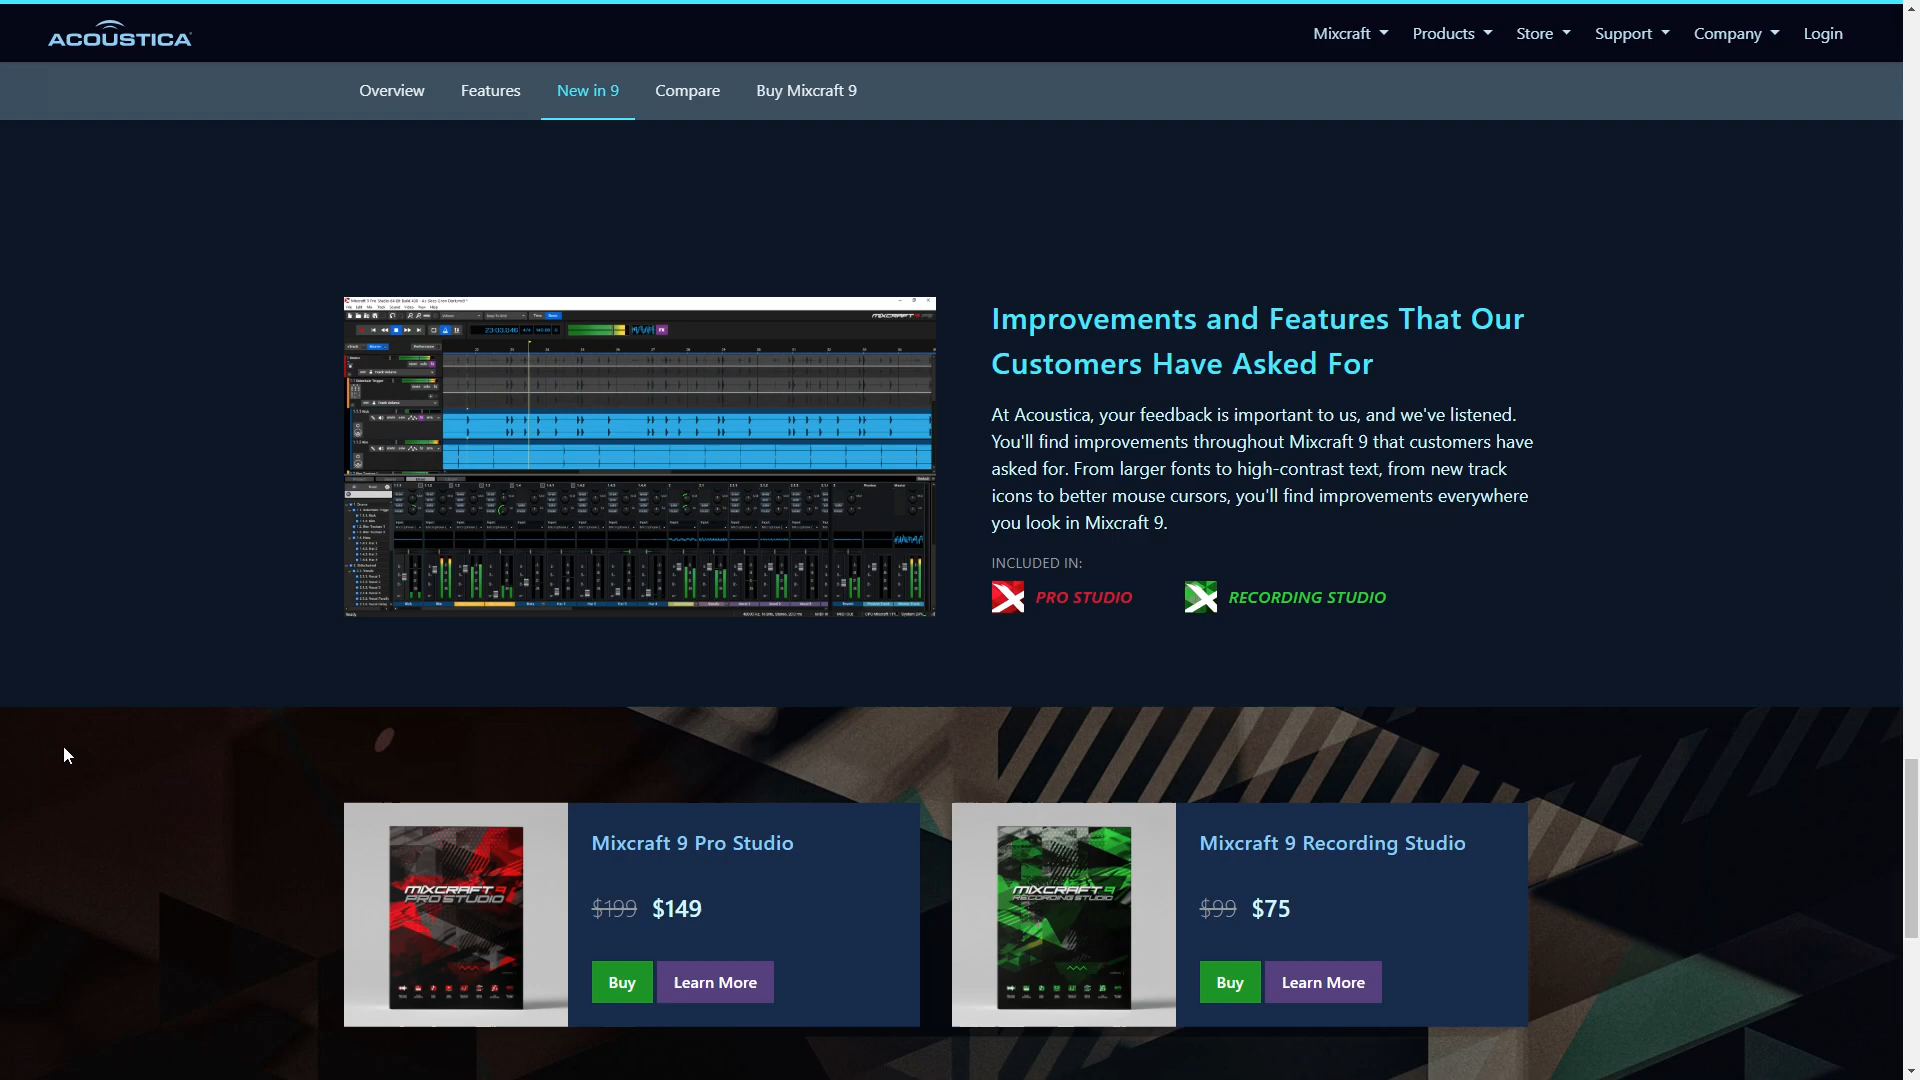 ACOUSTICA
Mixcraft
Products
Store
Support
Company
Login
Overview
Features
New in 9
Compare
Buy Mixcraft 9
Improvements and Features That Our
Customers Have Asked For
At Acoustica, your feedback is important to us, and we've listened.
You'll find improvements throughout Mixcraft 9 that customers have
asked for. From larger fonts to high-contrast text, from new track
icons to better mouse cursors, you'll find improvements everywhere
you look in Mixcraft 9.
INCLUDED IN:
PRO STUDIO
RECORDING STUDIO
MIXCRAFT 9
PRO STUDIO
Mixcraft 9 Pro Studio
$199 $149
Buy
Learn More
MIXCRAFT 9
RECORDING STUDIO
Mixcraft 9 Recording Studio
$99 $75
Buy
Learn More